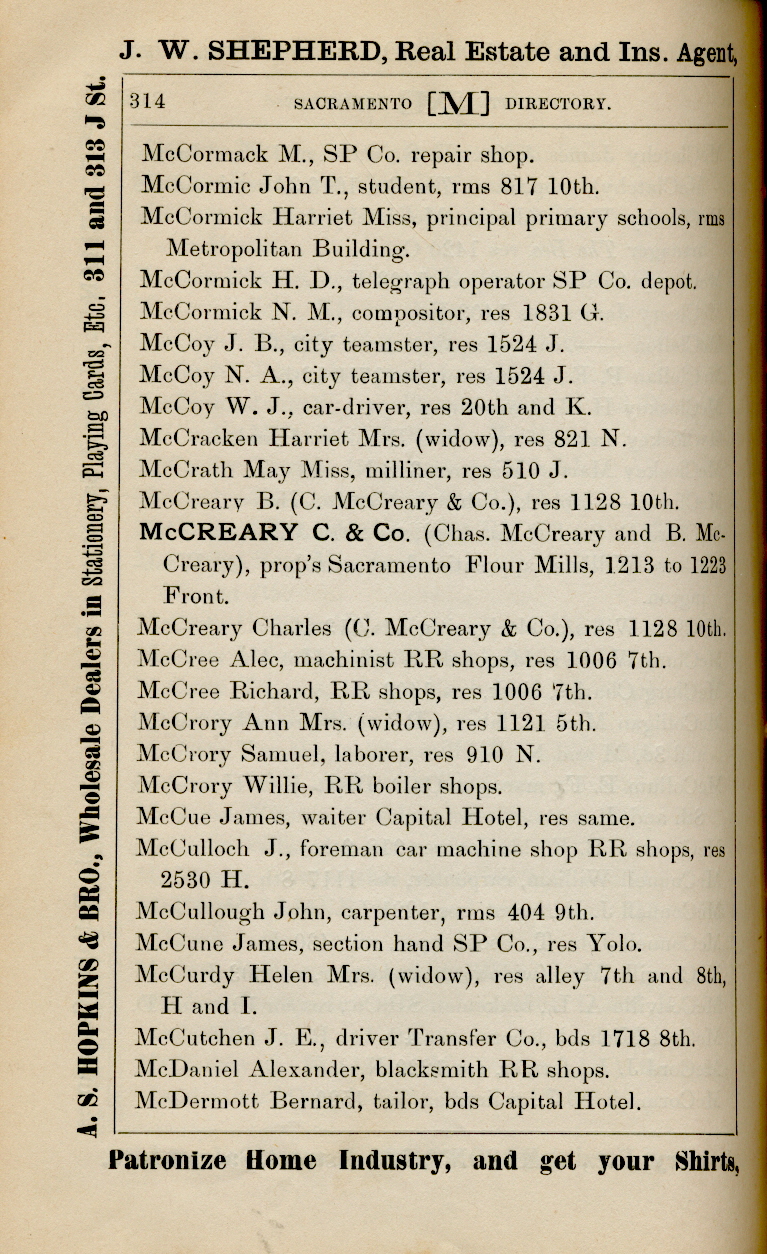 J. W. SHEPHERD, Real Estate and Ins. Agent,
A. S. HOPKINS & BRO., Wholesale Dealers in Stationery, Playing Cards, Etc. 311 and 313 J St.
314 SACRAMENTO [M] DIRECTORY.
McCormack M., SP Co. repair shop.
McCormic John T., student, rms 817 10th.
McCormick Harriet Miss, principal primary schools, rms
Metropolitan Building.
McCormick H. D., telegraph operator SP Co. depot.
McCormick N. M., compositor, res 1831 G.
McCoy J. B., city teamster, res 1524 J.
McCoy N. A., city teamster, res 1524 J.
McCoy W. J., car-driver, res 20th and K.
McCracken Harriet Mrs. (widow), res 821 N.
McCrath May Miss, milliner, res 510 J.
McCreary B. (C. McCreary & Co.), res 1128 10th.
McCREARY C. & Co. (Chas. McCreary and B. Mc-
Creary), prop's Sacramento Flour Mills, 1213 to 1223
Front.
McCreary Charles (C. McCreary & Co.), res 1128 10th.
McCree Alec, machinist RR shops, res 1006 7th.
McCree Richard, RR shops, res 1006 7th.
McCrory Ann Mrs. (widow), res 1121 5th.
McCrory Samuel, laborer, res 910 N.
McCrory Willie, RR boiler shops.
McCue James, waiter Capital Hotel, res same.
McCulloch J., foreman car machine shop RR shops, res
2530 H.
McCullough John, carpenter, rms 404 9th.
McCune James, section hand SP Co., res Yolo.
McCurdy Helen Mrs. (widow), res alley 7th and 8th,
H and I.
McCutchen J. E., driver Transfer Co., bds 1718 8th.
McDaniel Alexander, blacksmith RR shops.
McDermott Bernard, tailor, bds Capital Hotel.
Patronize Home Industry, and get your Shirts,